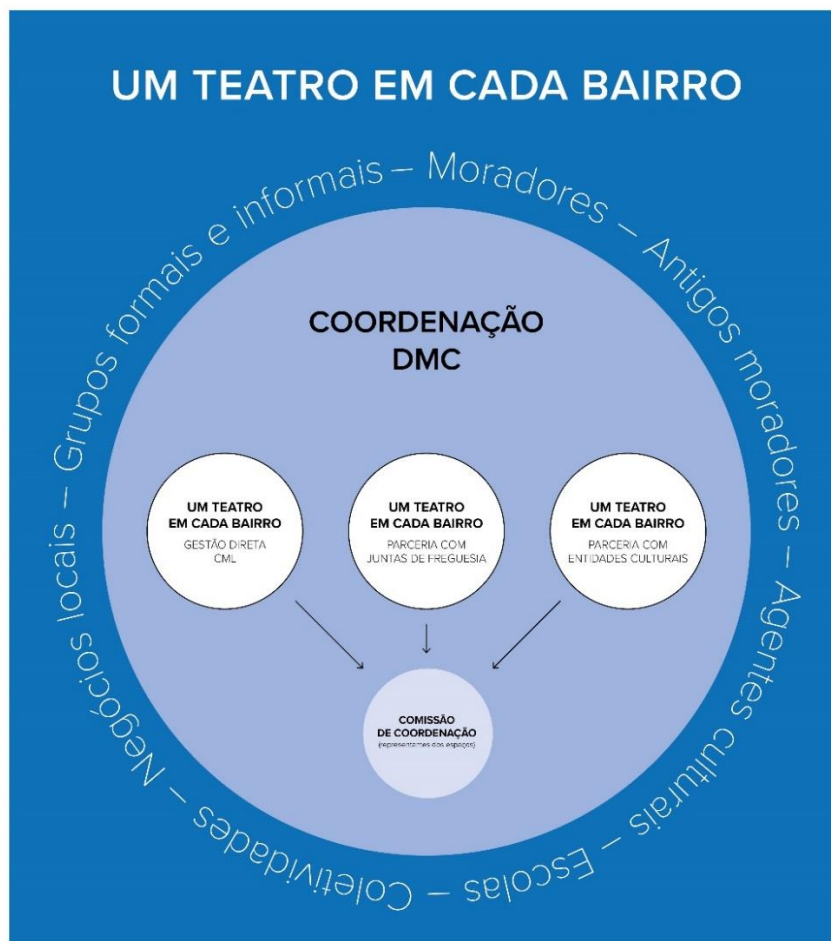 UM TEATRO EM CADA BAIRRO
Grupos formais e informais – Moradores – Antigos moradores – Agentes culturais – Escolas – Coletividades – Negócios locais –
COORDENAÇÃO
DMC
UM TEATRO
EM CADA BAIRRO
GESTÃO DIRETA
CML
UM TEATRO
EM CADA BAIRRO
PARCERIA COM
JUNTAS DE FREGUESIA
UM TEATRO
EM CADA BAIRRO
PARCERIA COM
ENTIDADES CULTURAIS
COMISSÃO
DE COORDENAÇÃO
(representantes dos espaços)